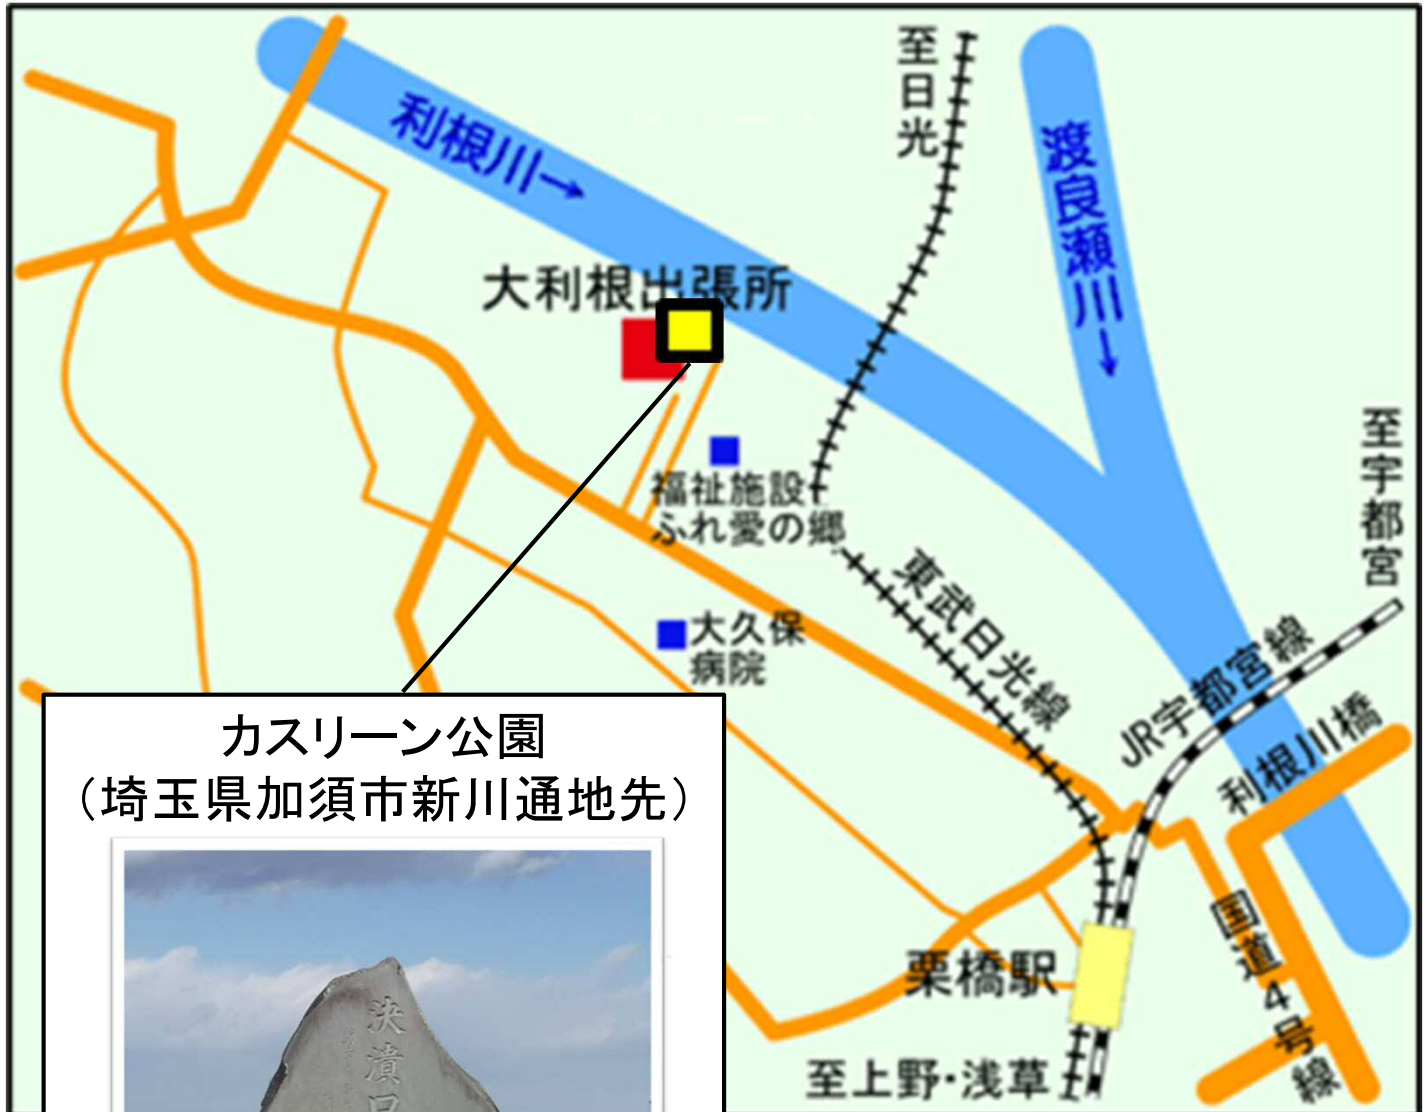 利根川→
至日光
渡良瀬川→
大利根出張所
至宇都宮
福祉施設
ふれ愛の郷
東武日光線
大久保
病院
JR宇都宮線
利根川橋
カスリーン公園
（埼玉県加須市新川通地先）
国道4号線
栗橋駅
至上野・浅草
決潰口